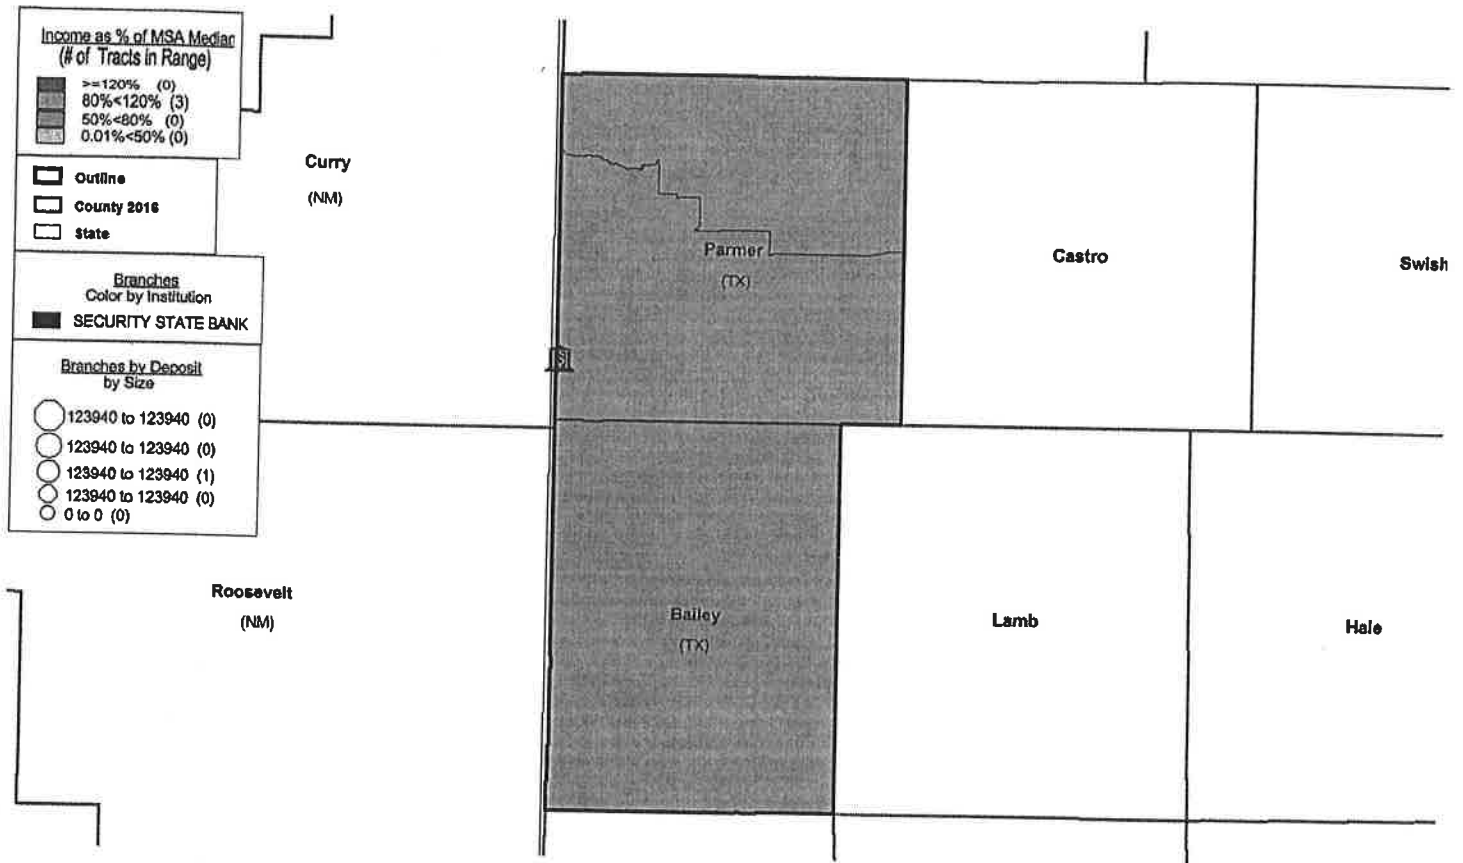 Income as % of MSA Median
(# of Tracts in Range)
>=120% (0)
80%<120% (3)
50%<80% (0)
0.01%<50% (0)
Outline
County 2016
State
Branches
Color by Institution
SECURITY STATE BANK
Branches by Deposit
by Size
123940 to 123940 (0)
123940 to 123940 (0)
123940 to 123940 (1)
123940 to 123940 (0)
0 to 0 (0)
Curry
(NM)
Parmer
(TX)
Castro
Swish
S
Roosevelt
(NM)
Bailey
(TX)
Lamb
Hale